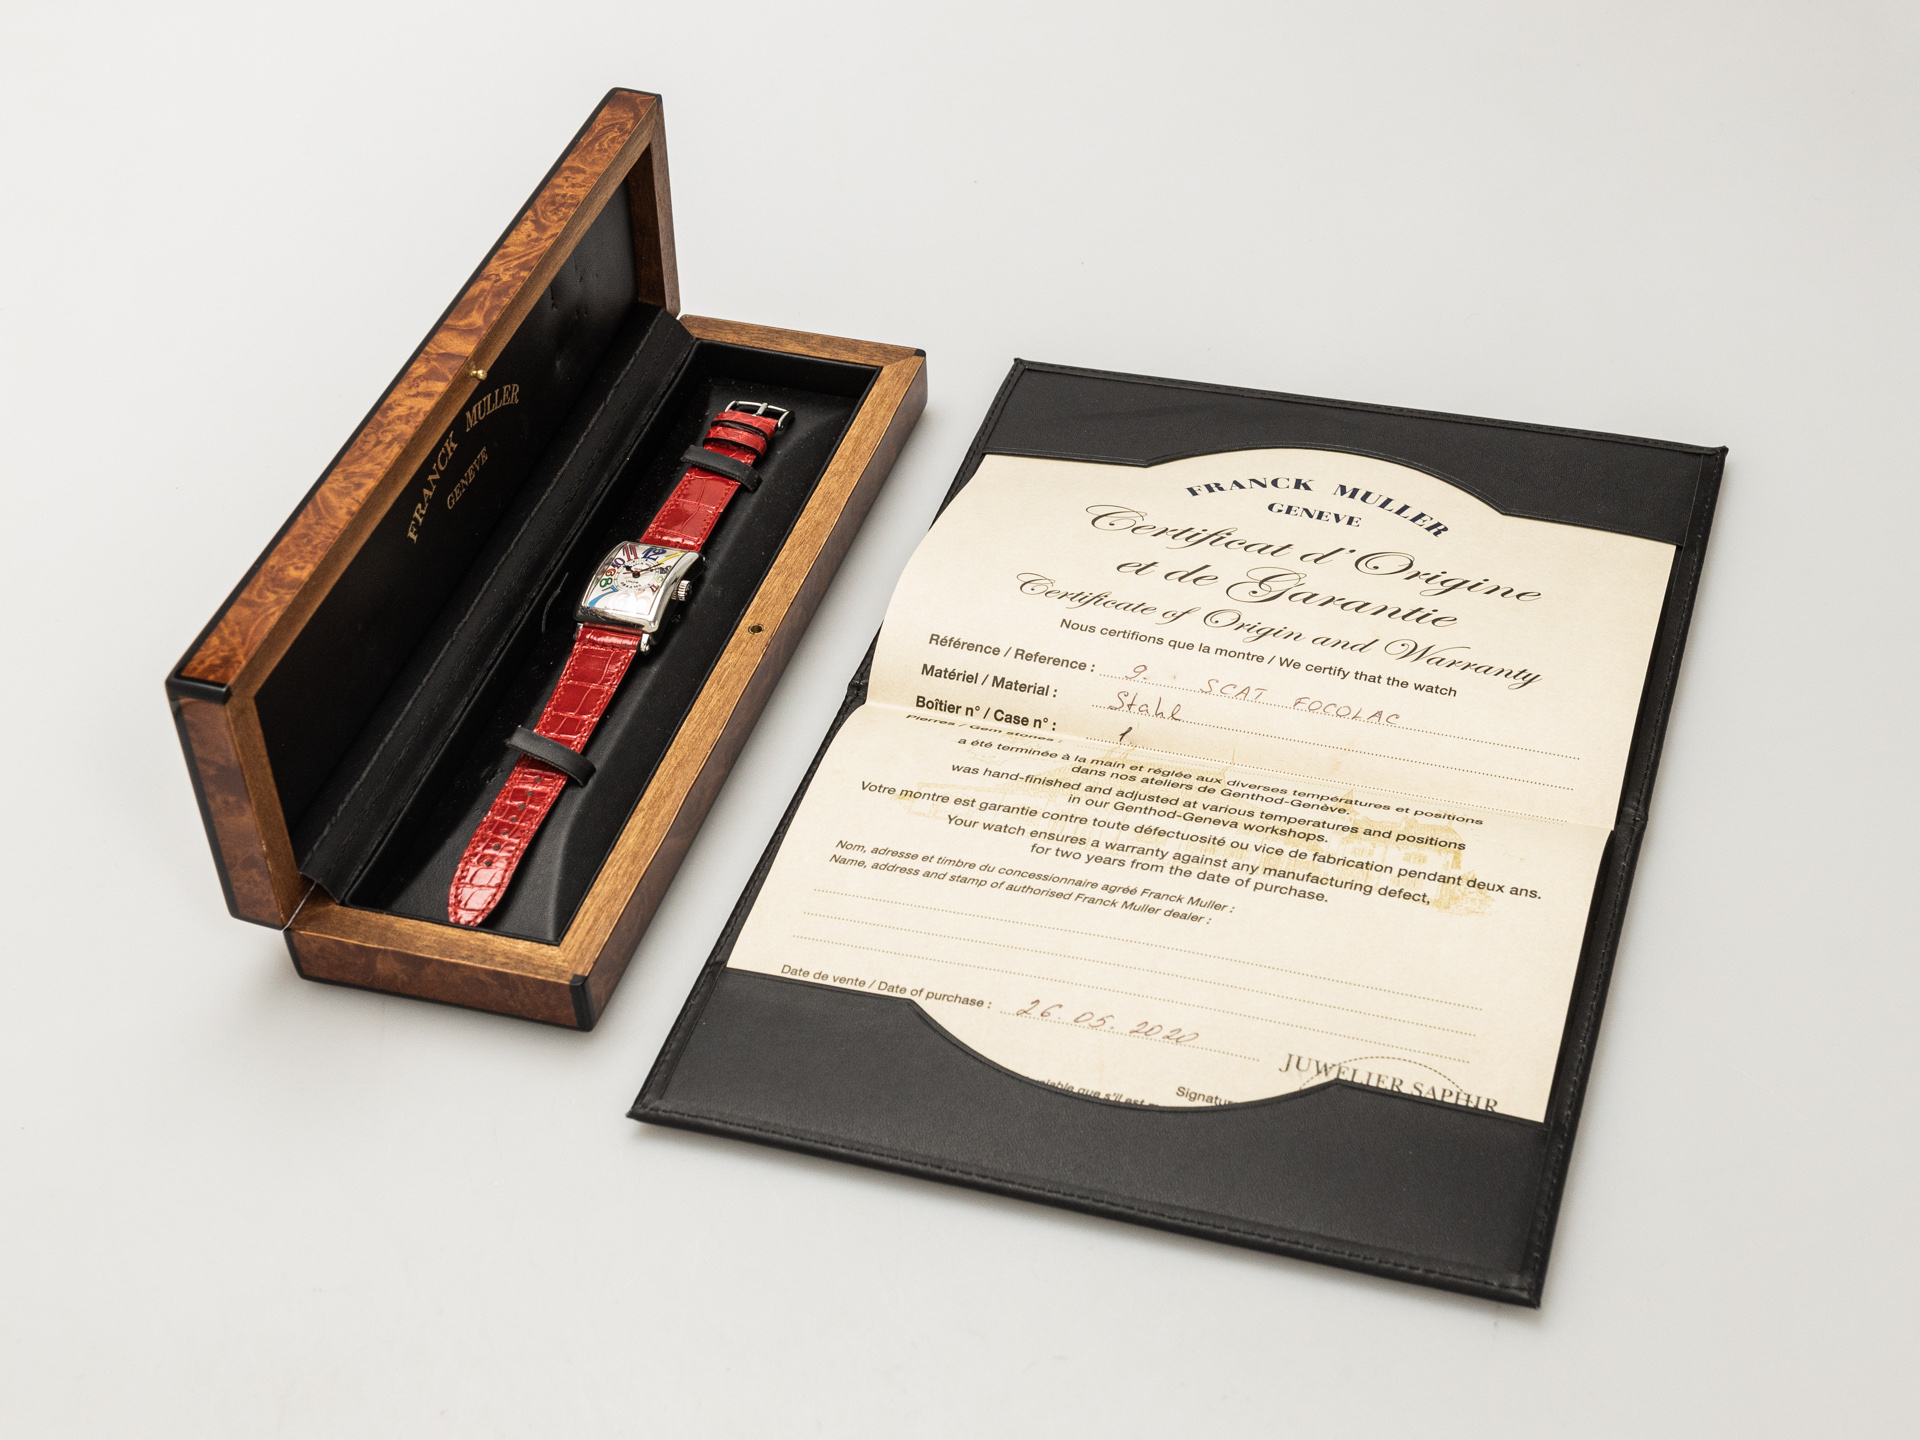 FRANCK MULLER
GENEVE
FRANCK MULLER
GENEVE
Certificat d'Origine
et de Garantie
Certificate of Origin and Warranty
Nous certifions que la montre / We certify that the watch
Référence / Reference : 9. SCAT FOCOLAC
Matériel / Material : Stahl
Boîtier n° / Case n° : 1
Pierres / Gem stones :
a été terminée à la main et réglée aux diverses températures et positions
dans nos ateliers de Genthod-Genève.
was hand-finished and adjusted at various temperatures and positions
in our Genthod-Geneva workshops.
Votre montre est garantie contre toute défectuosité ou vice de fabrication pendant deux ans.
Your watch ensures a warranty against any manufacturing defect,
for two years from the date of purchase.
Nom, adresse et timbre du concessionnaire agréé Franck Muller :
Name, address and stamp of authorised Franck Muller dealer :
Date de vente / Date of purchase : 26. 05. 2020
Signatur
JUWELIER SAPHIR